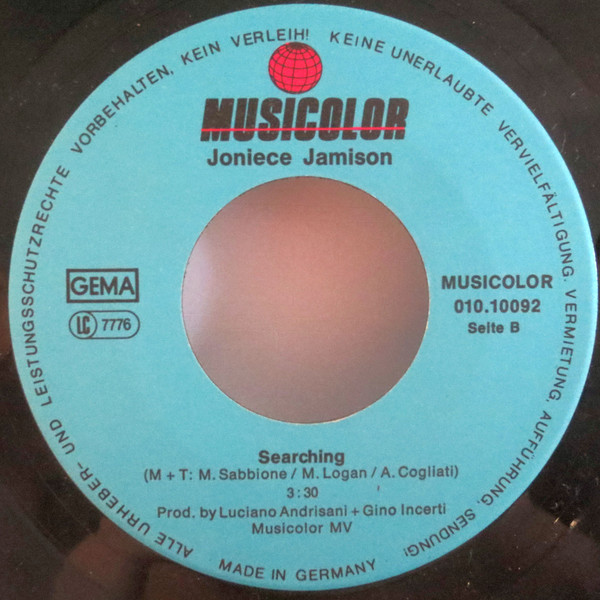 ALLE URHEBER- UND LEISTUNGSSCHUTZRECHTE VORBEHALTEN, KEIN VERLEIH! KEINE UNERLAUBTE VERVIELFÄLTIGUNG. VERMIETUNG. AUFFÜHRUNG. SENDUNG!
MUSICOLOR
Joniece Jamison
GEMA
LC 7776
MUSICOLOR
010.10092
Seite B
Searching
(M + T: M. Sabbione / M. Logan / A. Cogliati)
3:30
Prod. by Luciano Andrisani + Gino Incerti
Musicolor MV
MADE IN GERMANY